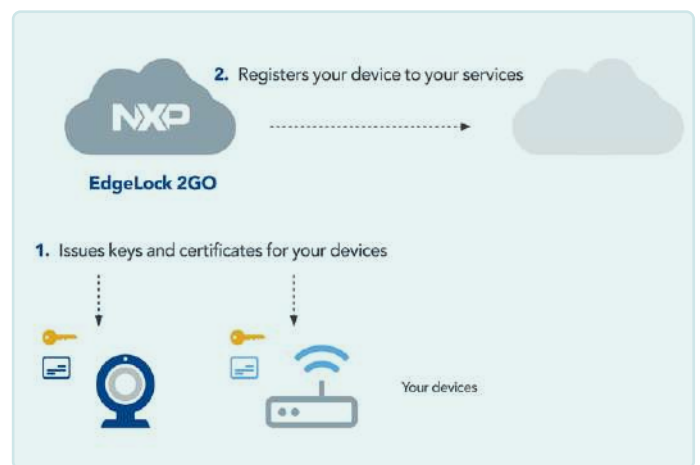 2. Registers your device to your services
NXP
EdgeLock 2GO
1. Issues keys and certificates for your devices
Your devices